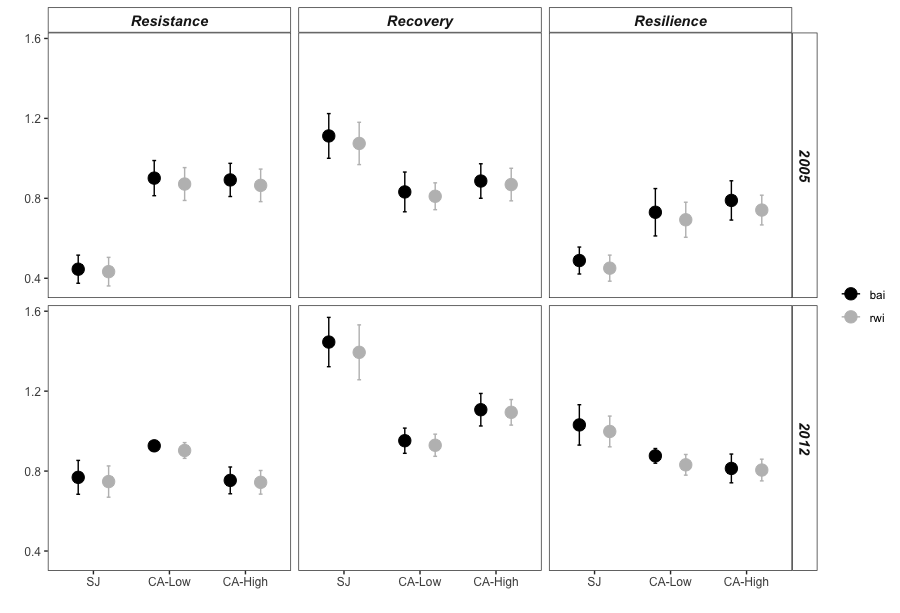 Resistance Recovery Resilience
1.6
1.2
0.8
0.4
2005
bai
rwi
1.6
1.2
0.8
0.4
2012
SJ CA-Low CA-High SJ CA-Low CA-High SJ CA-Low CA-High